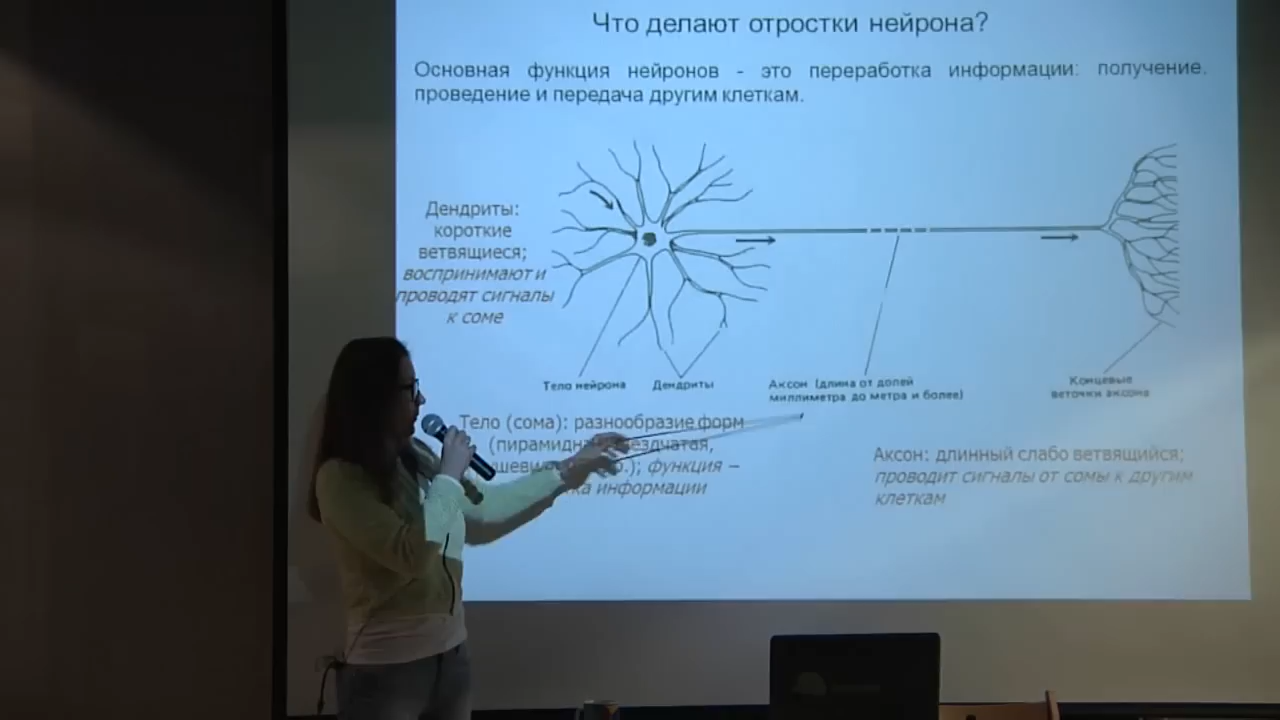 Что делают отростки нейрона?
Основная функция нейронов - это переработка информации: получение,
проведение и передача другим клеткам.
Дендриты:
короткие
ветвящиеся;
воспринимают и
проводят сигналы
к соме
Тело нейрона
Дендриты
Аксон (длина от долей
миллиметра до метра и более)
Концевые
веточки аксона
Тело (сома): разнообразие форм
функция –
информации
Аксон: длинный слабо ветвящийся;
проводит сигналы от сомы к другим
клеткам